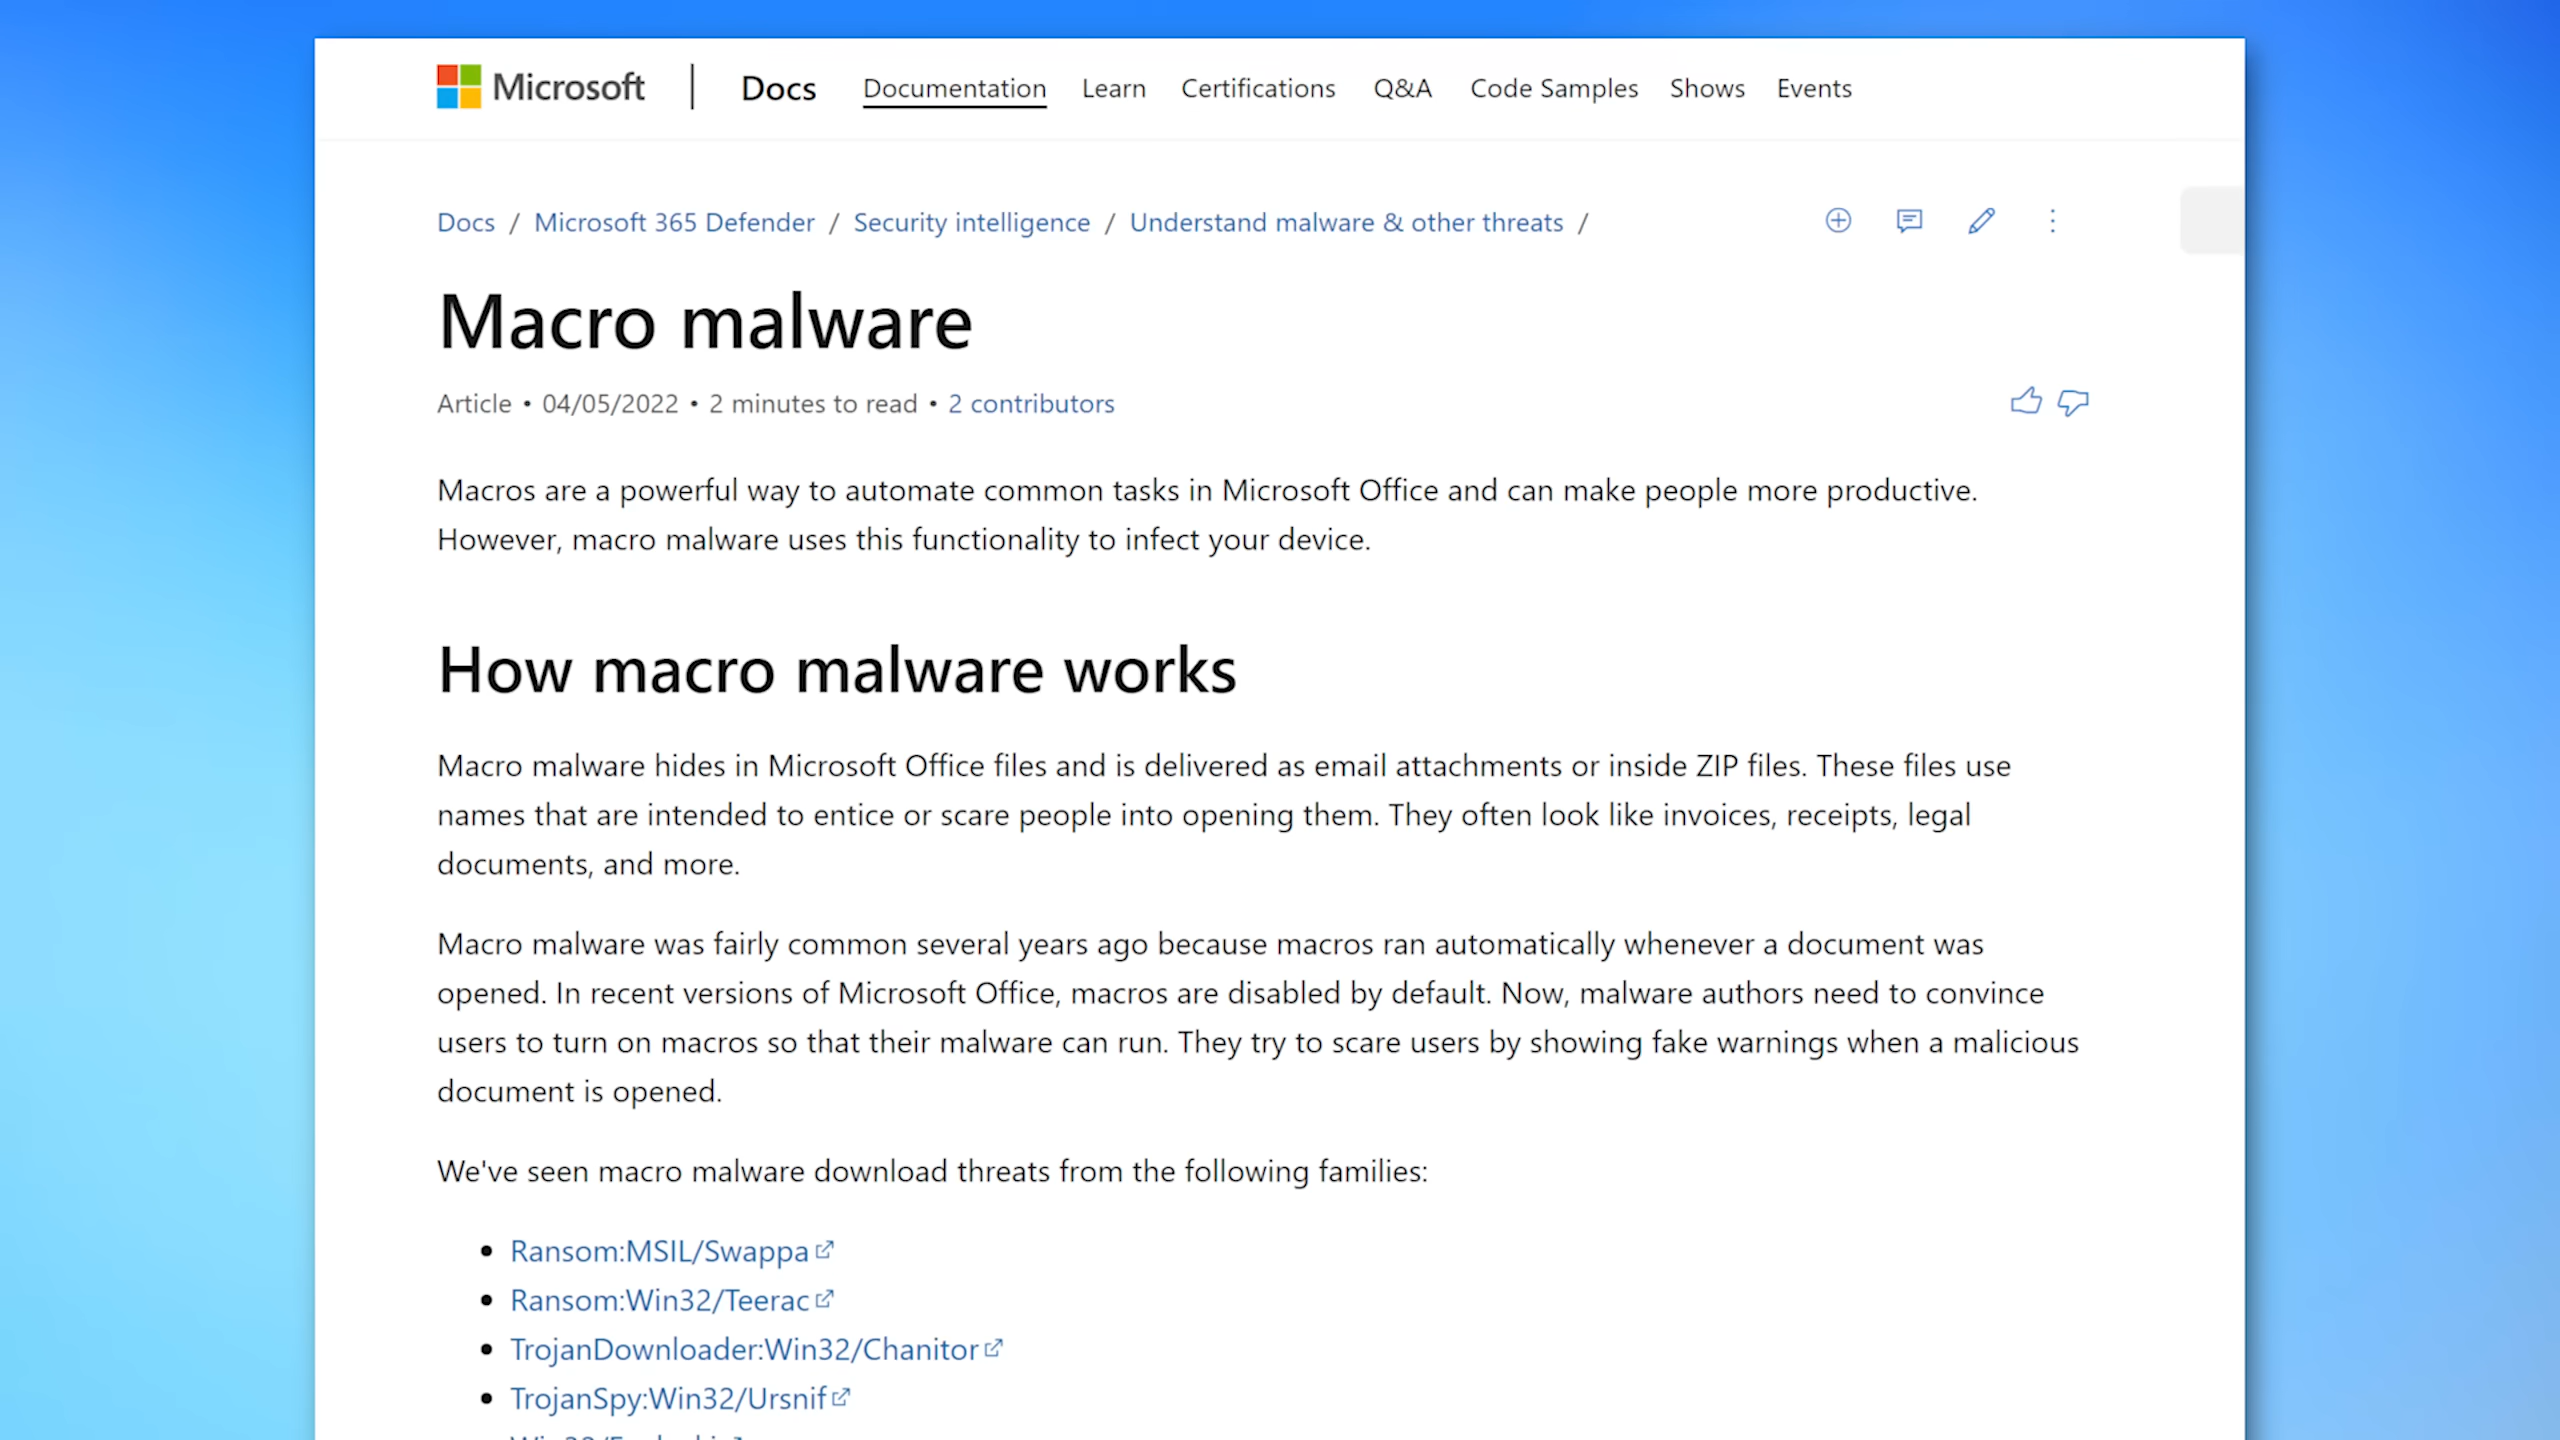 Microsoft | Docs Documentation Learn Certifications Q&A Code Samples Shows Events
Docs / Microsoft 365 Defender / Security intelligence / Understand malware & other threats /
Macro malware
Article • 04/05/2022 • 2 minutes to read • 2 contributors
Macros are a powerful way to automate common tasks in Microsoft Office and can make people more productive.
However, macro malware uses this functionality to infect your device.
How macro malware works
Macro malware hides in Microsoft Office files and is delivered as email attachments or inside ZIP files. These files use
names that are intended to entice or scare people into opening them. They often look like invoices, receipts, legal
documents, and more.
Macro malware was fairly common several years ago because macros ran automatically whenever a document was
opened. In recent versions of Microsoft Office, macros are disabled by default. Now, malware authors need to convince
users to turn on macros so that their malware can run. They try to scare users by showing fake warnings when a malicious
document is opened.
We've seen macro malware download threats from the following families:
• Ransom:MSIL/Swappa
• Ransom:Win32/Teerac
• TrojanDownloader:Win32/Chanitor
• TrojanSpy:Win32/Ursnif